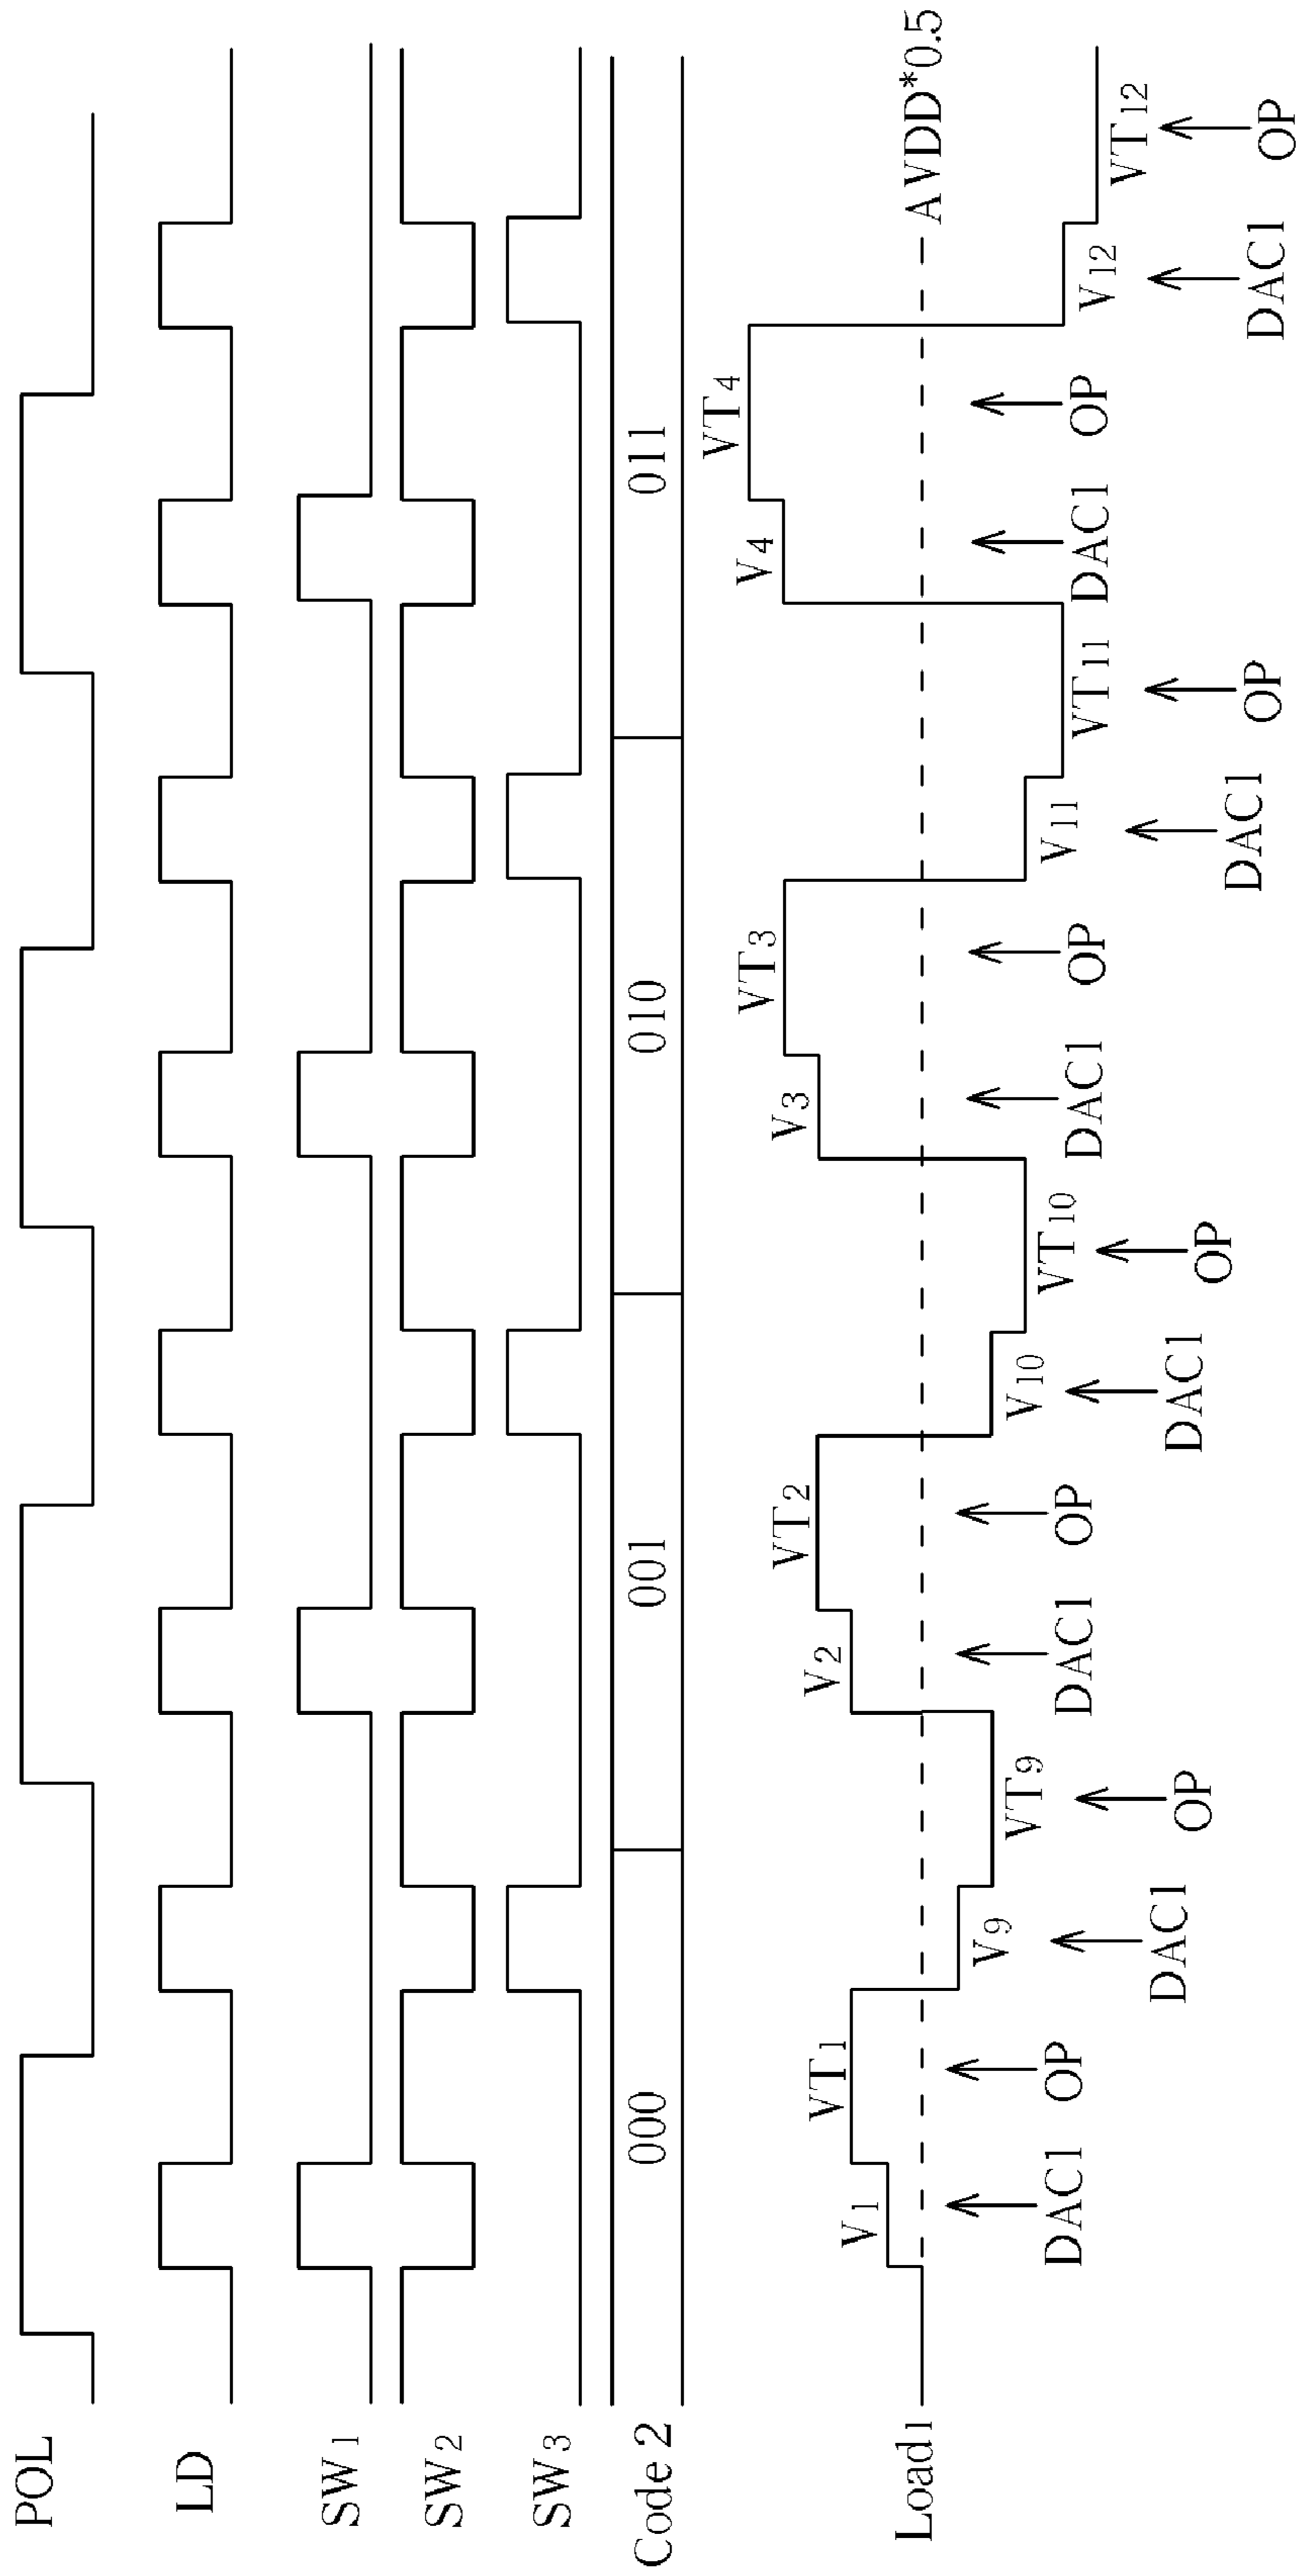 POL
LD
SW1
SW2
SW3
Code 2
000
001
010
011
Load1
V1
VT1
V9
VT9
V2
VT2
V10
VT10
V3
VT3
V11
VT11
V4
VT4
V12
VT12
AVDD*0.5
DAC1
OP
DAC1
OP
DAC1
OP
DAC1
OP
DAC1
OP
DAC1
OP
DAC1
OP
DAC1
OP